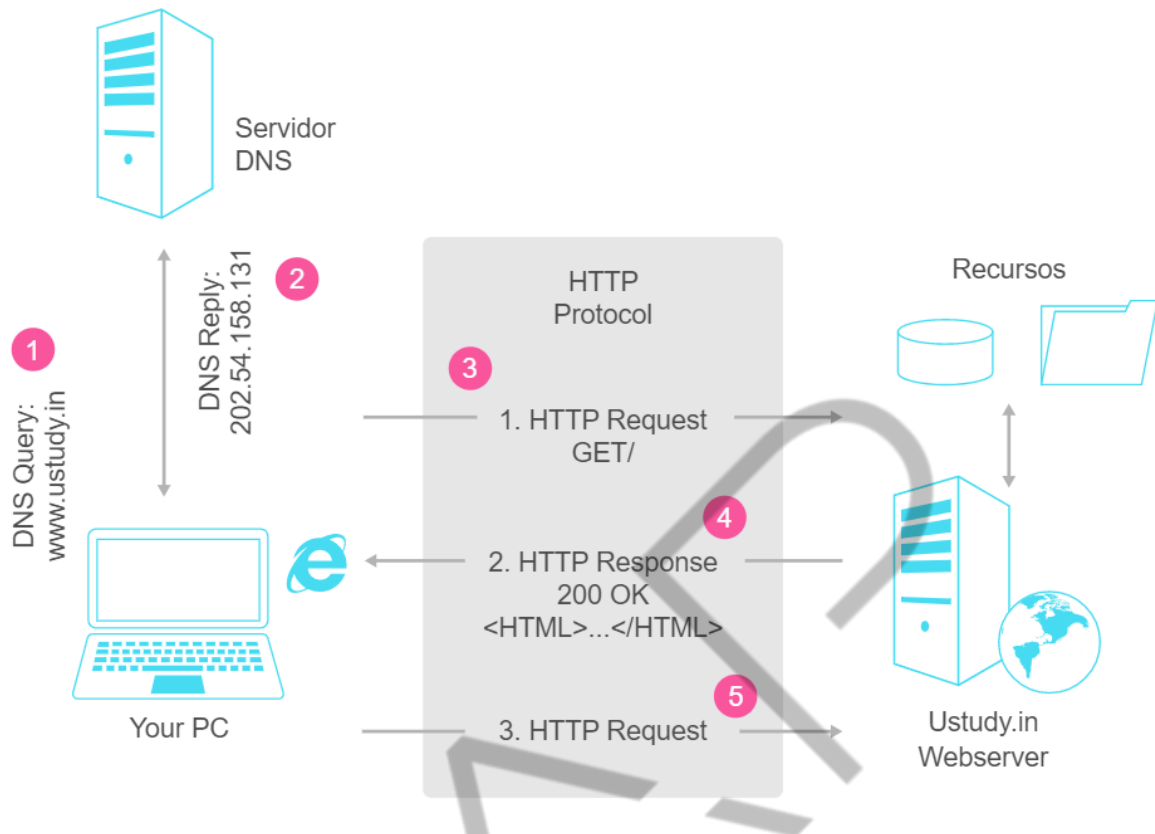 Servidor
DNS
1
DNS Query:
www.ustudy.in
DNS Reply:
202.54.158.131
2
HTTP
Protocol
3
1. HTTP Request
GET/
4
2. HTTP Response
200 OK
<HTML>...</HTML>
5
3. HTTP Request
Recursos
Your PC
Ustudy.in
Webserver